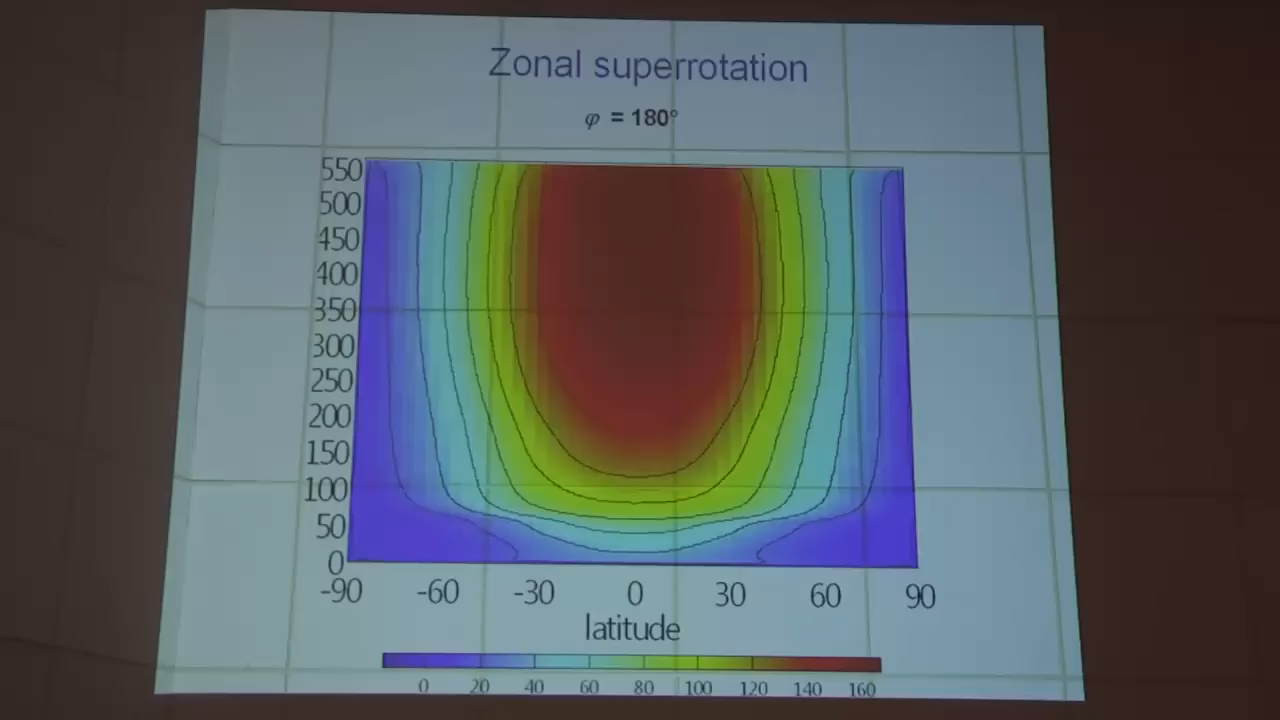 Zonal superrotation
φ = 180°
550
500
450
400
350
300
250
200
150
100
50
0
-90 -60 -30 0 30 60 90
latitude
0 20 40 60 80 100 120 140 160